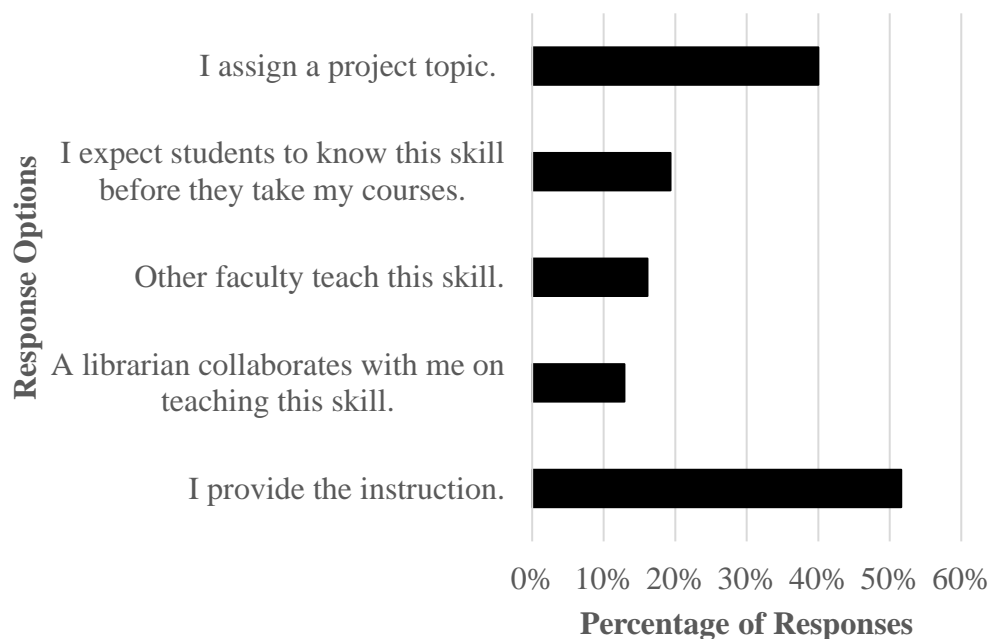 Response Options
I assign a project topic.
I expect students to know this skill
before they take my courses.
Other faculty teach this skill.
A librarian collaborates with me on
teaching this skill.
I provide the instruction.
0% 10% 20% 30% 40% 50% 60%
Percentage of Responses